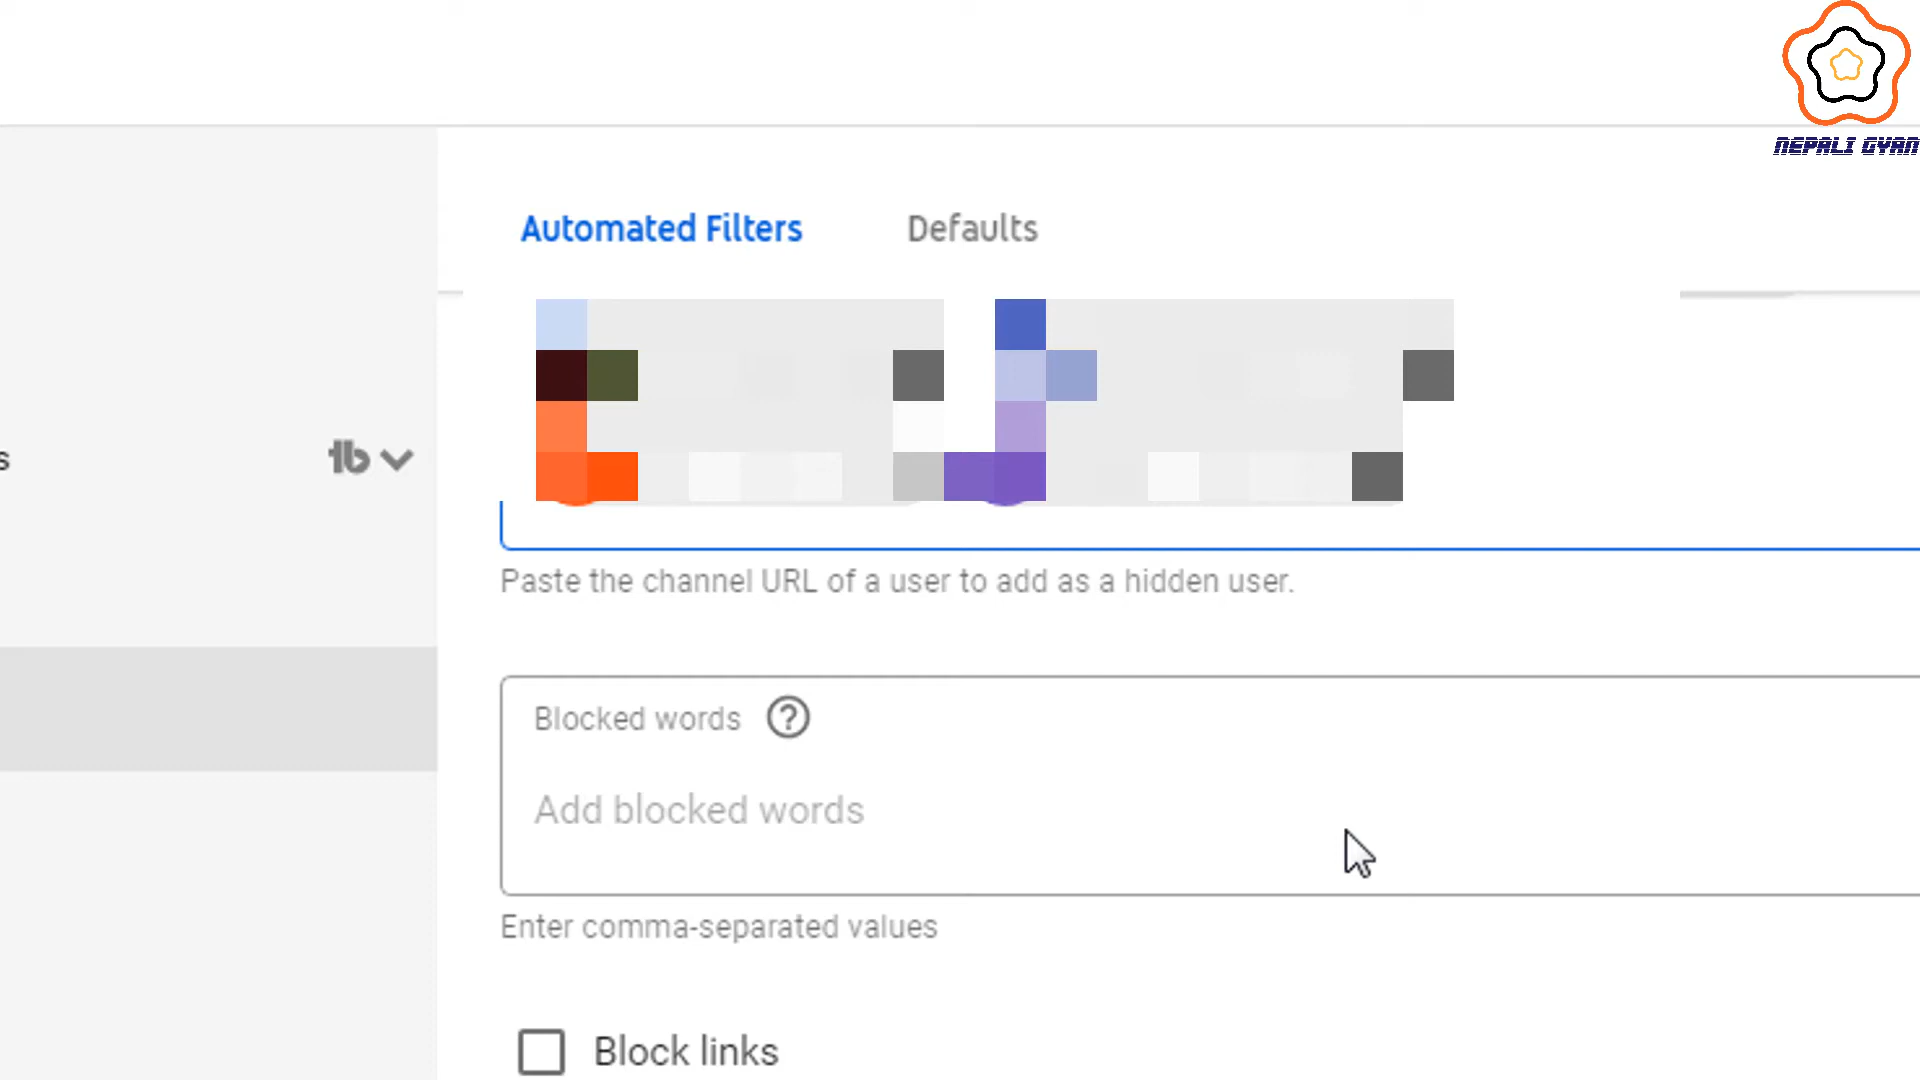 NEPALI GYAN
Automated Filters Defaults
s
Paste the channel URL of a user to add as a hidden user.
Blocked words
Add blocked words
Enter comma-separated values
Block links